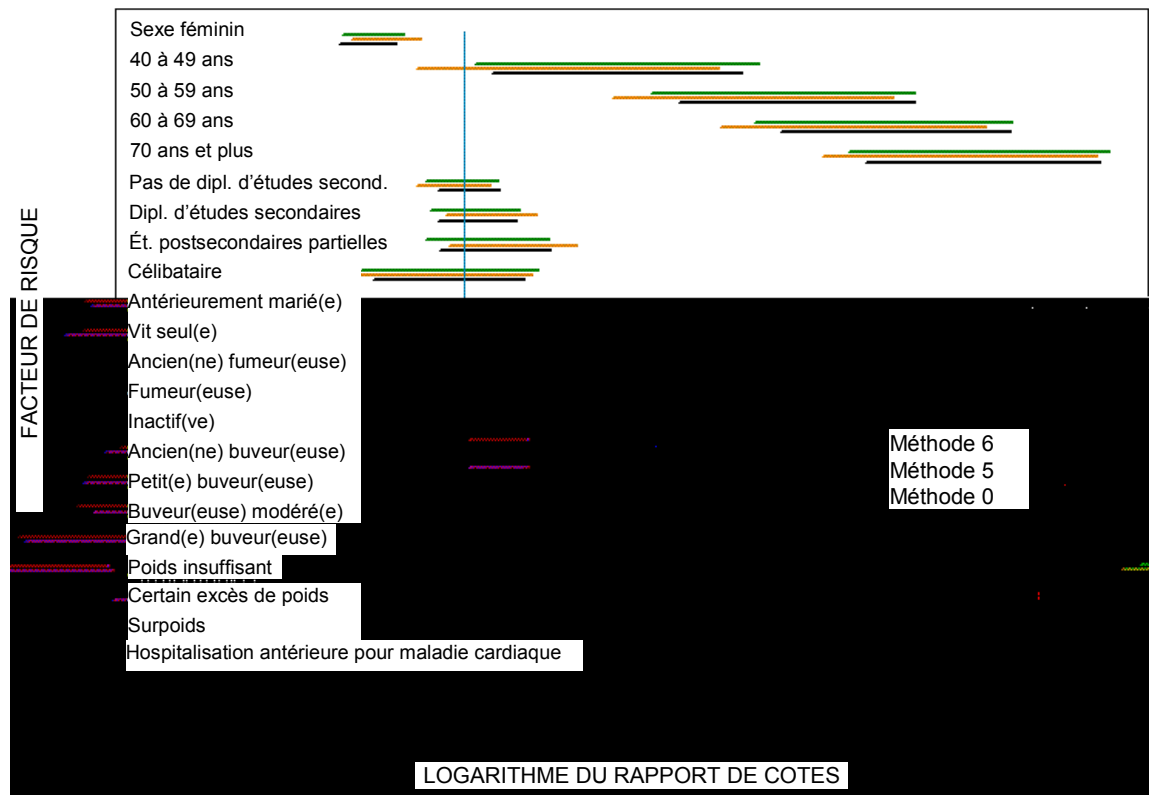 FACTEUR DE RISQUE
Sexe féminin
40 à 49 ans
50 à 59 ans
60 à 69 ans
70 ans et plus
Pas de dipl. d'études second.
Dipl. d'études secondaires
Ét. postsecondaires partielles
Célibataire
Antérieurement marié(e)
Vit seul(e)
Ancien(ne) fumeur(euse)
Fumeur(euse)
Inactif(ve)
Ancien(ne) buveur(euse)
Petit(e) buveur(euse)
Buveur(euse) modéré(e)
Grand(e) buveur(euse)
Poids insuffisant
Certain excès de poids
Surpoids
Hospitalisation antérieure pour maladie cardiaque
Méthode 6
Méthode 5
Méthode 0
LOGARITHME DU RAPPORT DE COTES